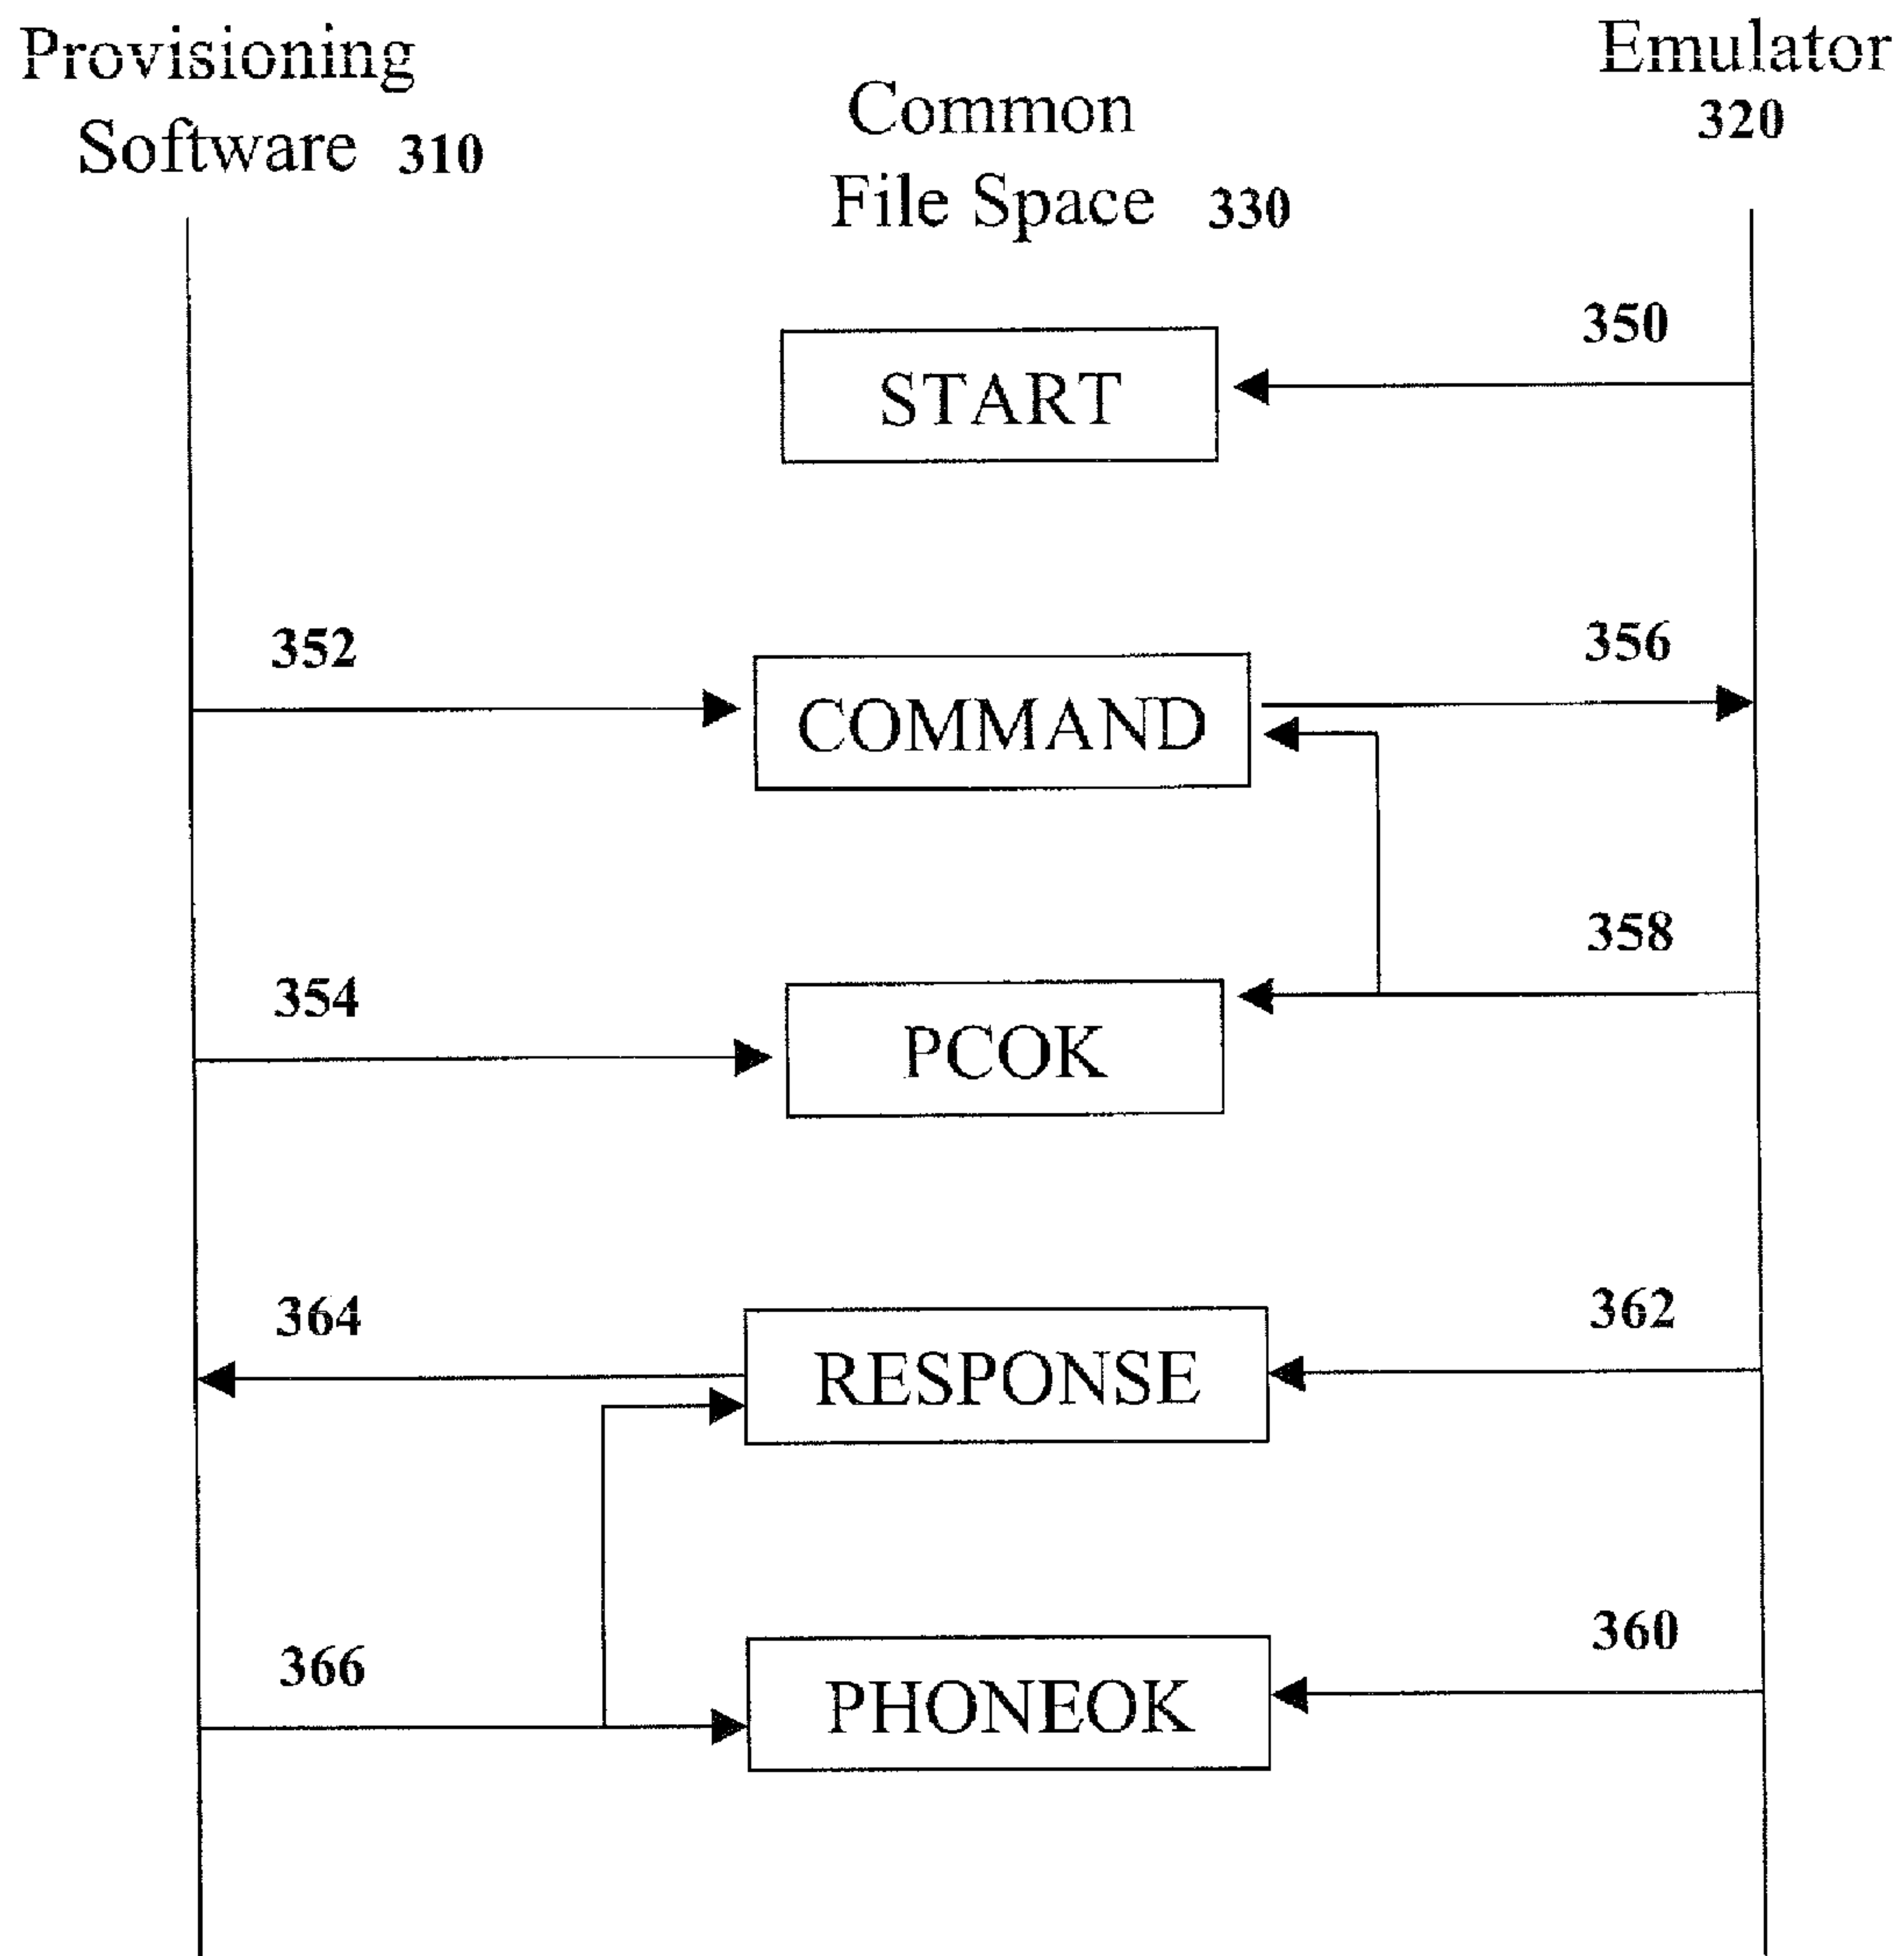 Provisioning
Software 310
Common
File Space 330
Emulator
320
350
START
352
356
COMMAND
358
354
PCOK
364
362
RESPONSE
360
366
PHONEOK